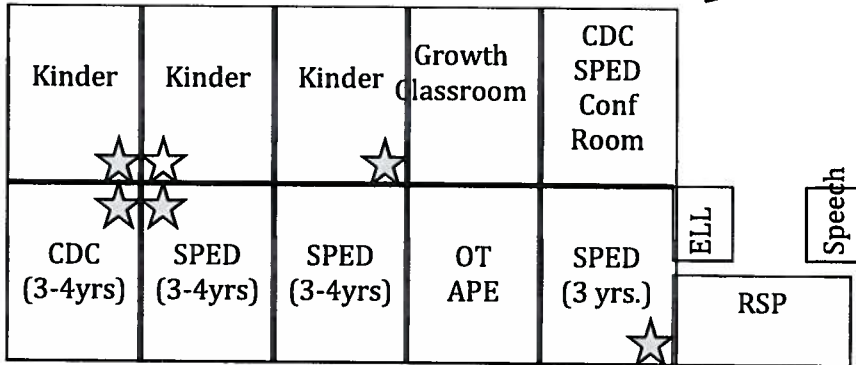 Kinder
Kinder
Kinder
Growth
Classroom
CDC
SPED
Conf
Room
CDC
(3-4yrs)
SPED
(3-4yrs)
SPED
(3-4yrs)
OT
APE
SPED
(3 yrs.)
ELL
Speech
RSP